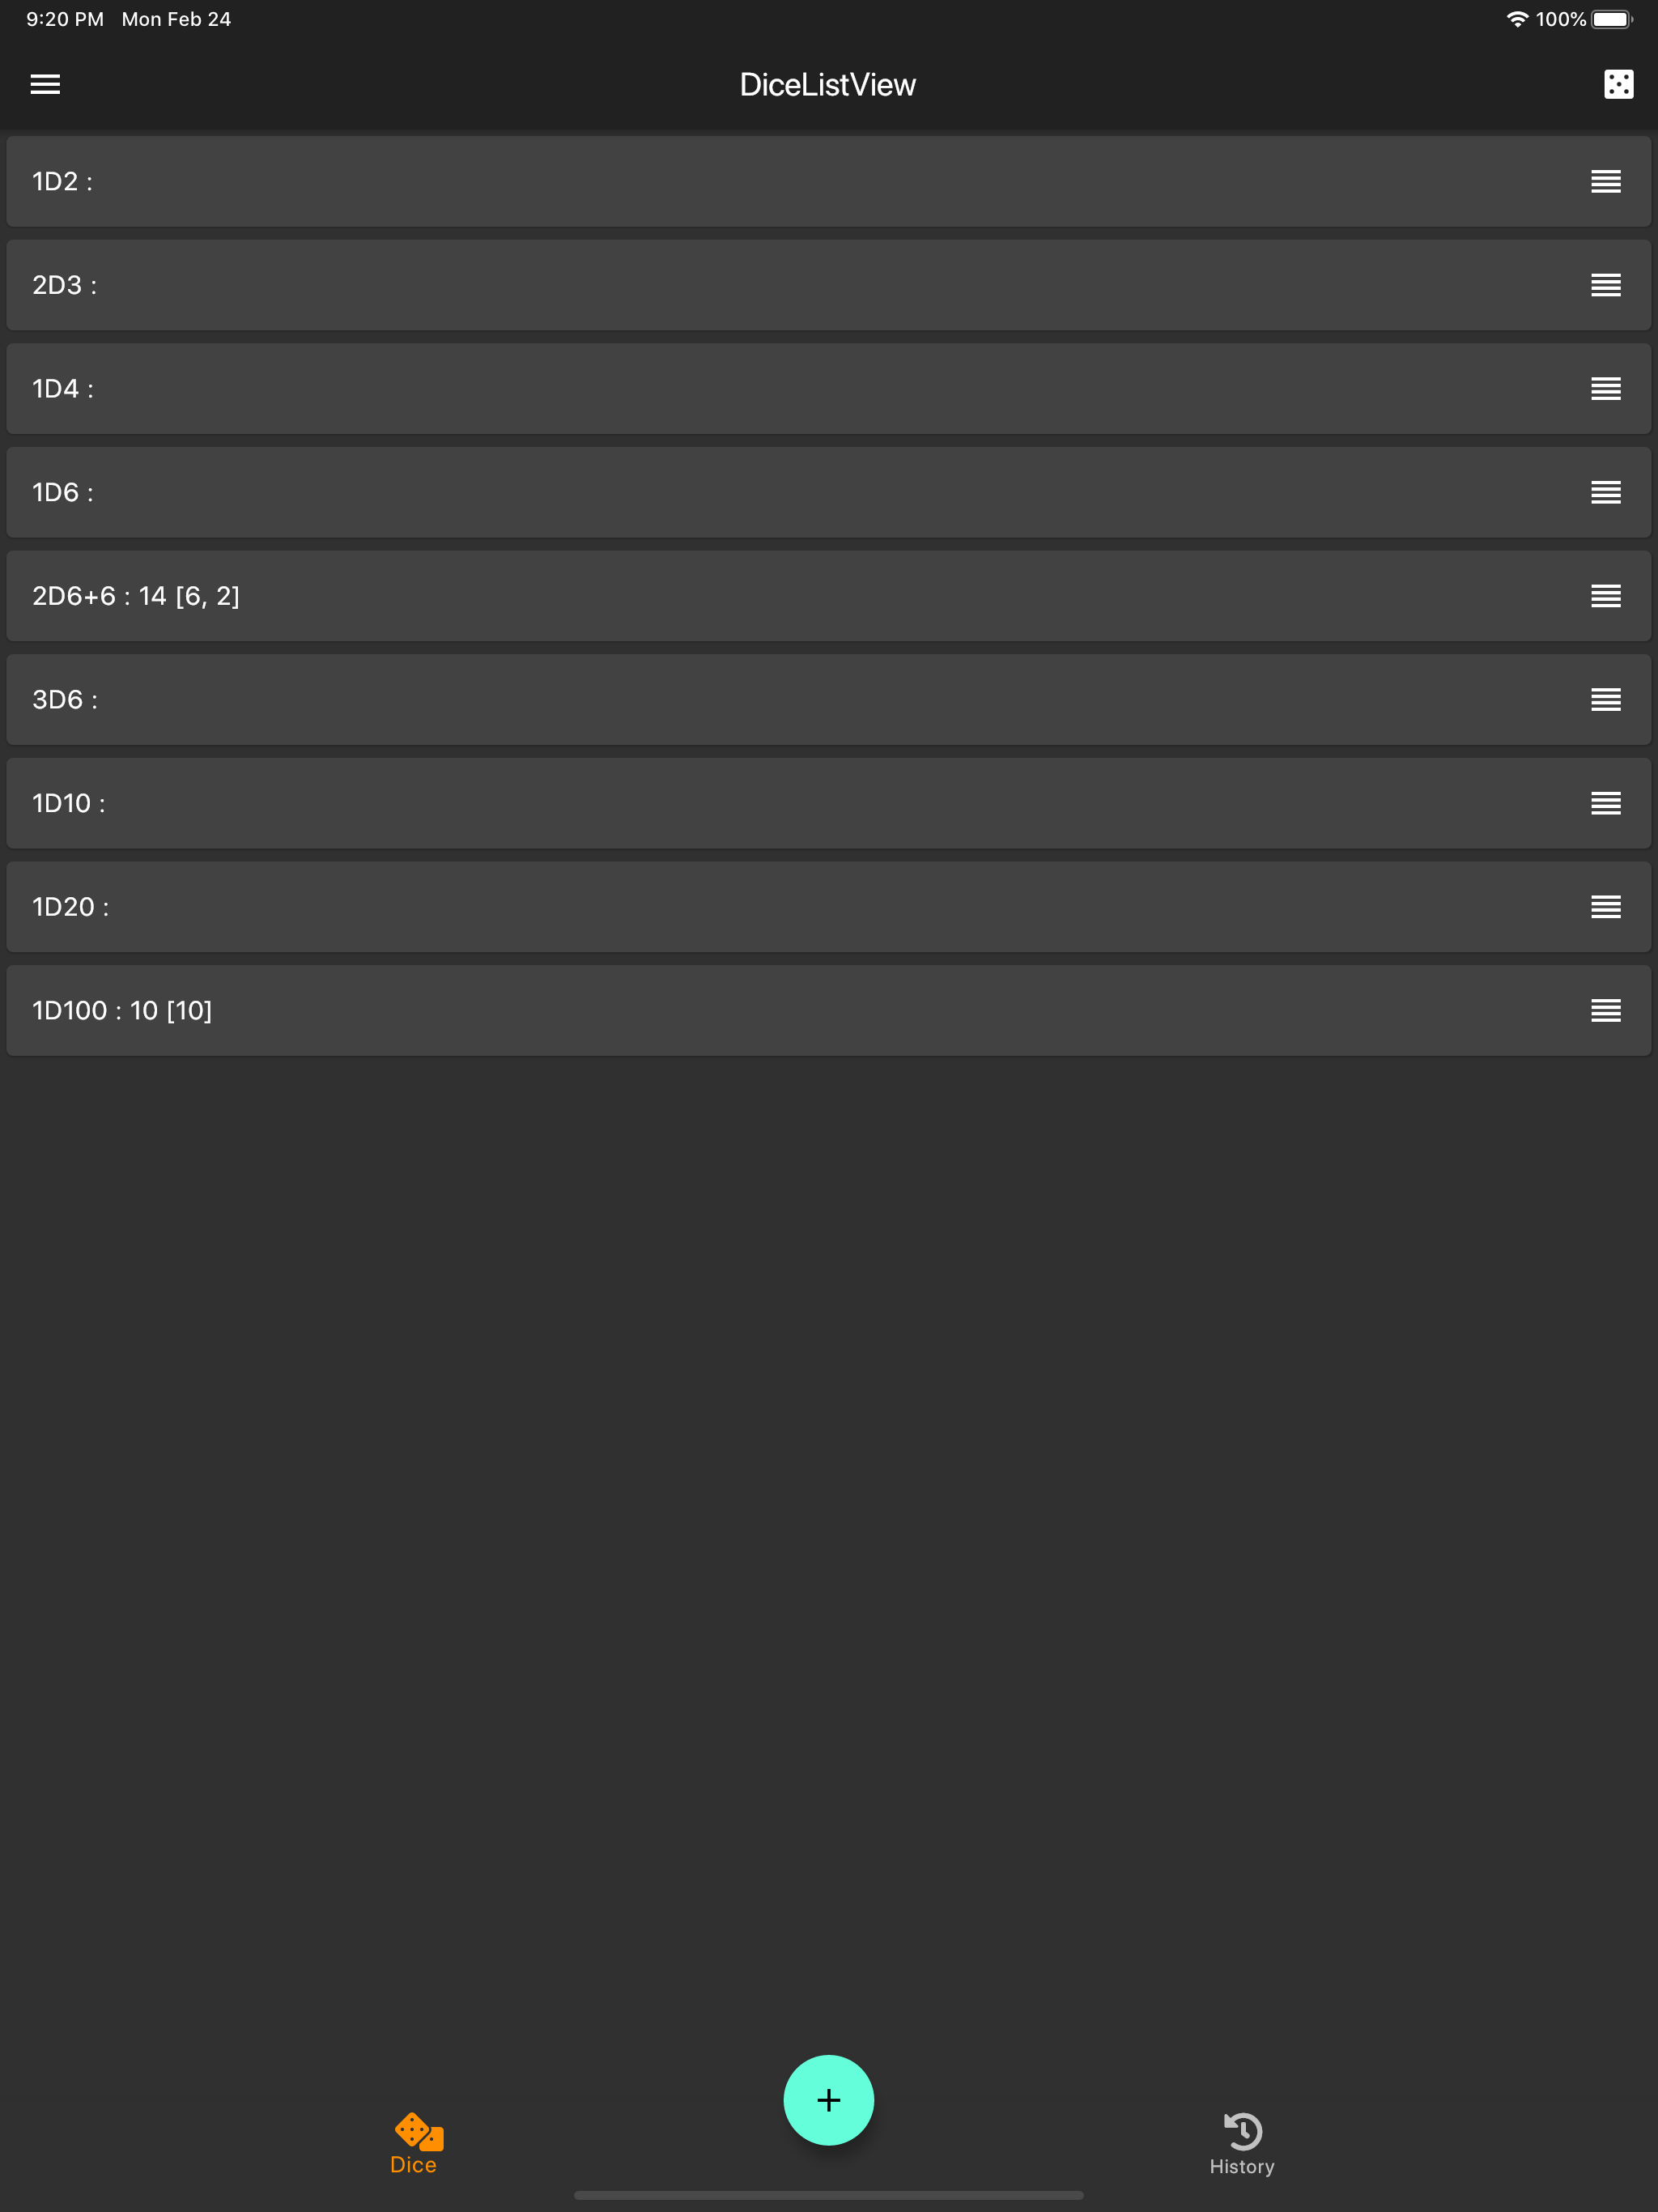 9:20 PM Mon Feb 24 100%
DiceListView
1D2 :
2D3 :
1D4 :
1D6 :
2D6+6 : 14 [6, 2]
3D6 :
1D10 :
1D20 :
1D100 : 10 [10]
+
Dice
History